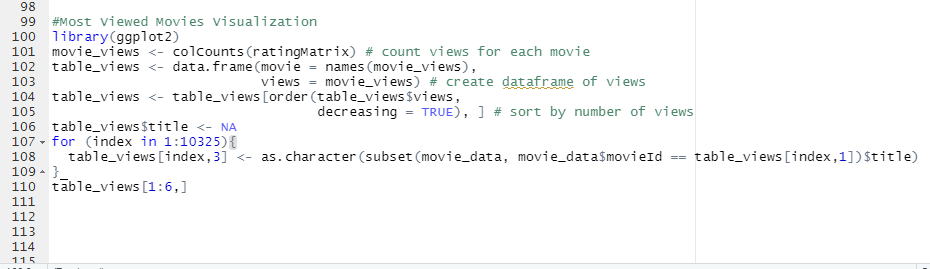 98
99 #Most Viewed Movies Visualization
100 library(ggplot2)
101 movie_views <- colCounts(ratingMatrix) # count views for each movie
102 table_views <- data.frame(movie = names(movie_views),
103                           views = movie_views) # create dataframe of views
104 table_views <- table_views[order(table_views$views,
105                                  decreasing = TRUE), ] # sort by number of views
106 table_views$title <- NA
107 for (index in 1:10325){
108   table_views[index,3] <- as.character(subset(movie_data, movie_data$movieId == table_views[index,1])$title)
109 }
110 table_views[1:6,]
111
112
113
114
115